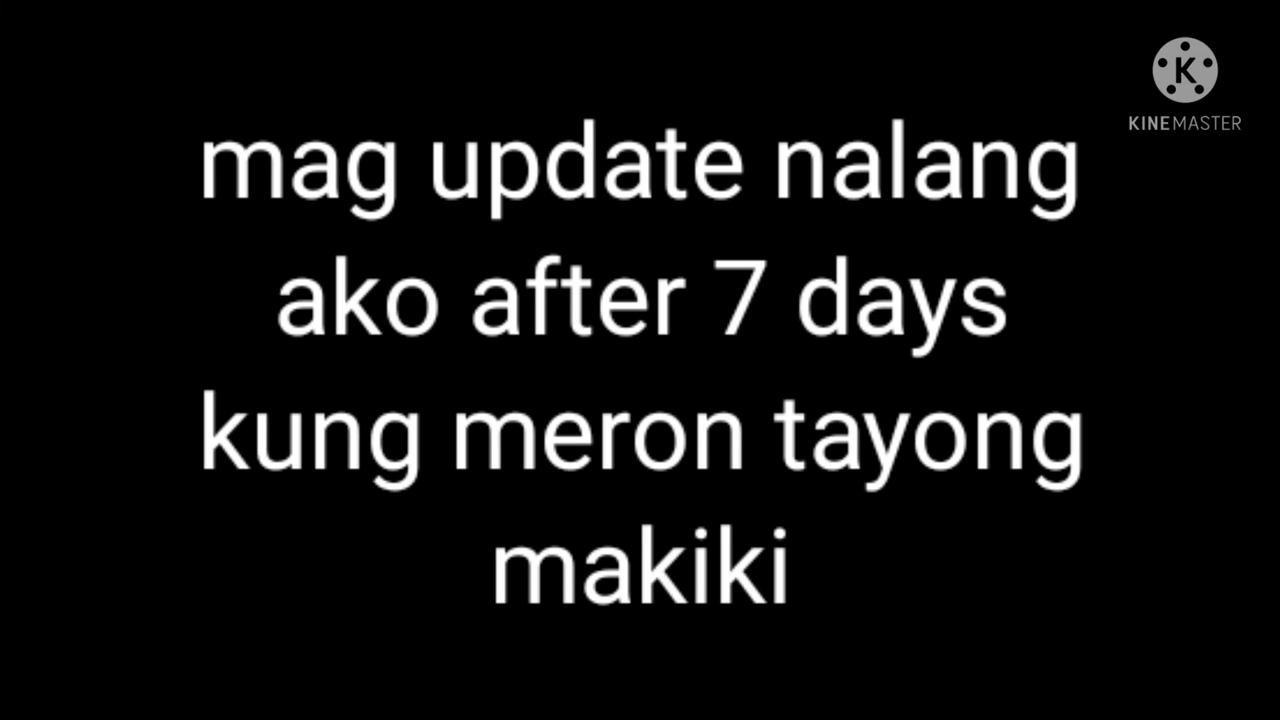 KINEMASTER
mag update nalang
ako after 7 days
kung meron tayong
makiki